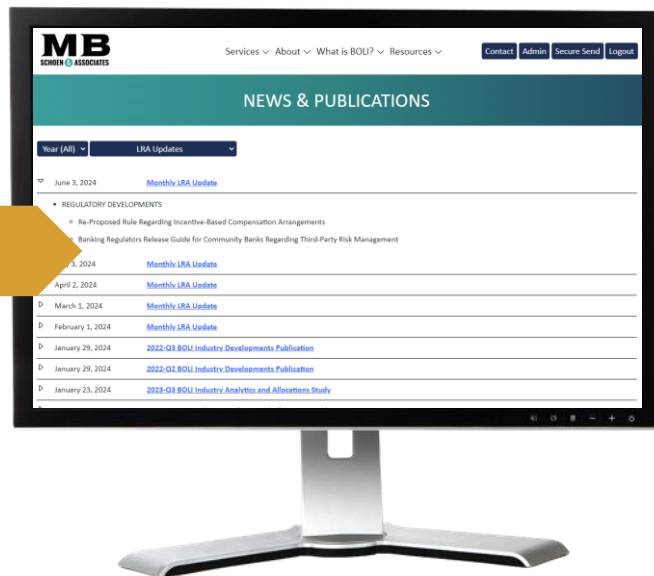 MB
SCHOEN & ASSOCIATES
Services About What is BOLI? Resources
Contact Admin Secure Send Logout
NEWS & PUBLICATIONS
Year (All) LRA Updates
June 3, 2024 Monthly LRA Update
• REGULATORY DEVELOPMENTS
Re-Proposed Rule Regarding Incentive-Based Compensation Arrangements
Banking Regulators Release Guide for Community Banks Regarding Third-Party Risk Management
3, 2024 Monthly LRA Update
April 2, 2024 Monthly LRA Update
March 1, 2024 Monthly LRA Update
February 1, 2024 Monthly LRA Update
January 29, 2024 2022-Q3 BOLI Industry Developments Publication
January 29, 2024 2022-Q2 BOLI Industry Developments Publication
January 23, 2024 2023-Q3 BOLI Industry Analytics and Allocations Study